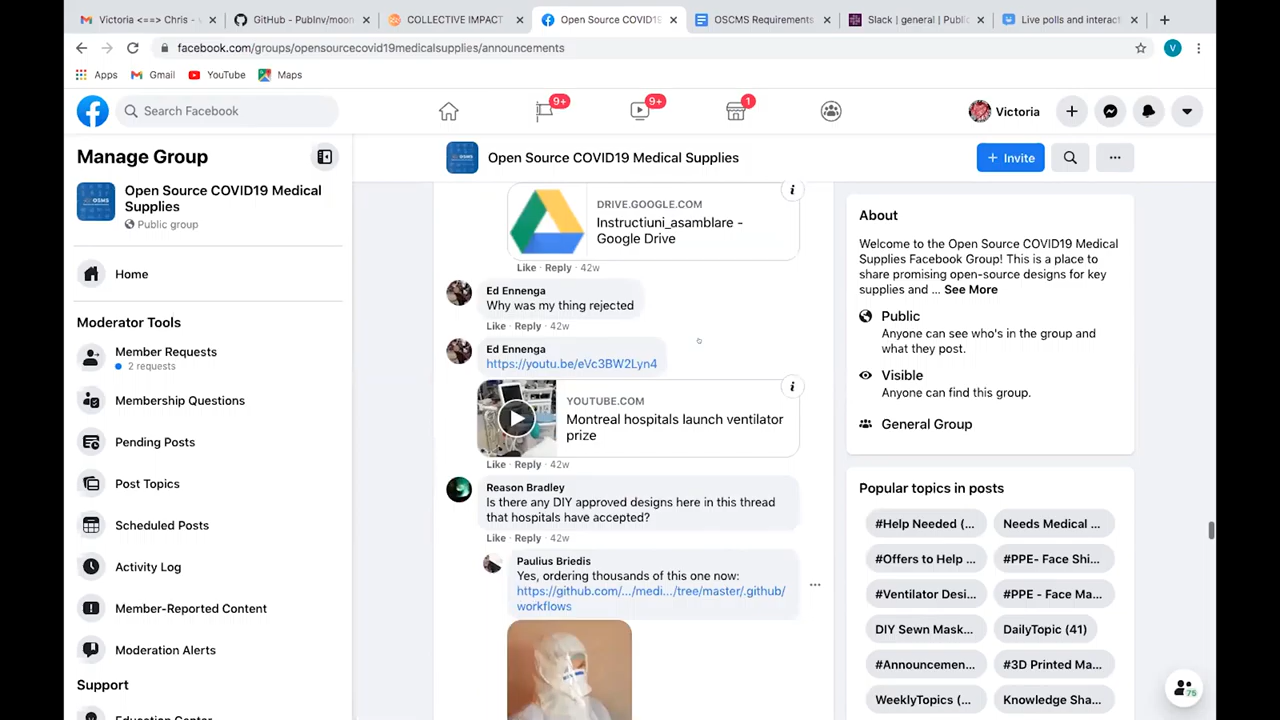 Victoria <==> Chris -
GitHub - PubInv/moon
COLLECTIVE IMPACT
Open Source COVID19
OSCMS Requirements
Slack | general | Public
Live polls and interact
facebook.com/groups/opensourcecovid19medicalsupplies/announcements
V
Apps
Gmail
YouTube
Maps
Search Facebook
9+
9+
1
Victoria
Manage Group
Open Source COVID19 Medical
Supplies
Public group
Home
Moderator Tools
Member Requests
2 requests
Membership Questions
Pending Posts
Post Topics
Scheduled Posts
Activity Log
Member-Reported Content
Moderation Alerts
Support
Open Source COVID19 Medical Supplies
+ Invite
DRIVE.GOOGLE.COM
Instructiuni_asamblare -
Google Drive
Like · Reply · 42w
Ed Ennenga
Why was my thing rejected
Like · Reply · 42w
Ed Ennenga
https://youtu.be/eVc3BW2Lyn4
YOUTUBE.COM
Montreal hospitals launch ventilator
prize
Like · Reply · 42w
Reason Bradley
Is there any DIY approved designs here in this thread
that hospitals have accepted?
Like · Reply · 42w
Paulius Briedis
Yes, ordering thousands of this one now:
https://github.com/.../medi.../tree/master/.github/
workflows
About
Welcome to the Open Source COVID19 Medical
Supplies Facebook Group! This is a place to
share promising open-source designs for key
supplies and ... See More
Public
Anyone can see who's in the group and
what they post.
Visible
Anyone can find this group.
General Group
Popular topics in posts
#Help Needed (...
Needs Medical ...
#Offers to Help ...
#PPE- Face Shi...
#Ventilator Desi...
#PPE - Face Ma...
DIY Sewn Mask...
DailyTopic (41)
#Announcemen...
#3D Printed Ma...
WeeklyTopics (...
Knowledge Sha...
75